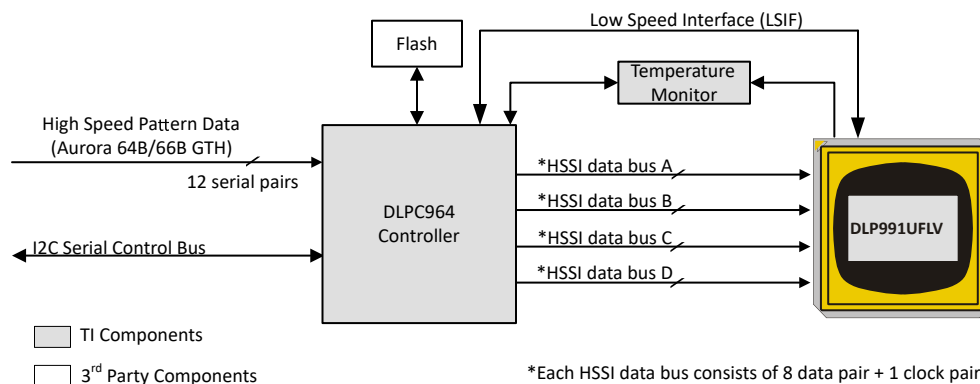 Low Speed Interface (LSIF)
Flash
Temperature
Monitor
High Speed Pattern Data
(Aurora 64B/66B GTH)
12 serial pairs
*HSSI data bus A
*HSSI data bus B
DLPC964
Controller
DLP991UFLV
*HSSI data bus C
I2C Serial Control Bus
*HSSI data bus D
TI Components
3rd Party Components
*Each HSSI data bus consists of 8 data pair + 1 clock pair